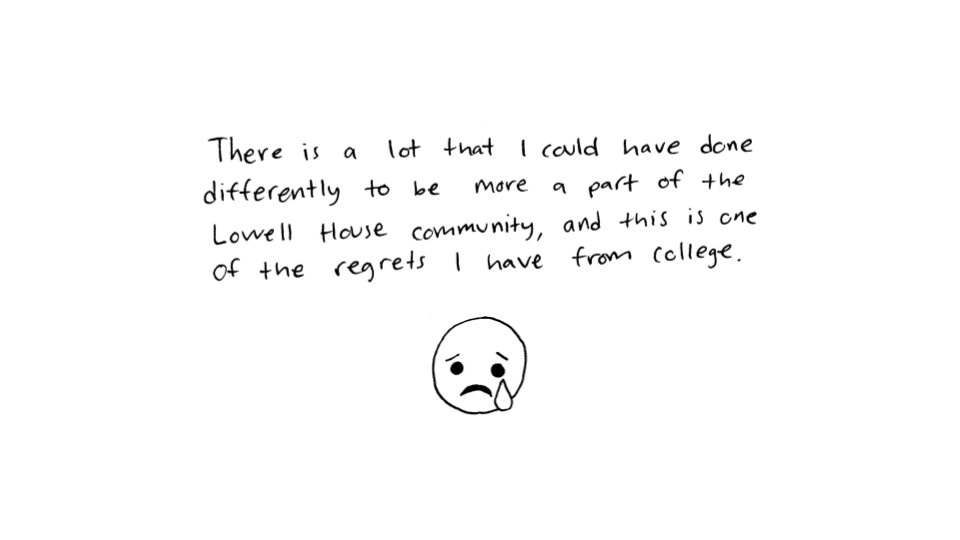 There is a lot that I could have done
differently to be more a part of the
Lowell House community, and this is one
of the regrets I have from college.